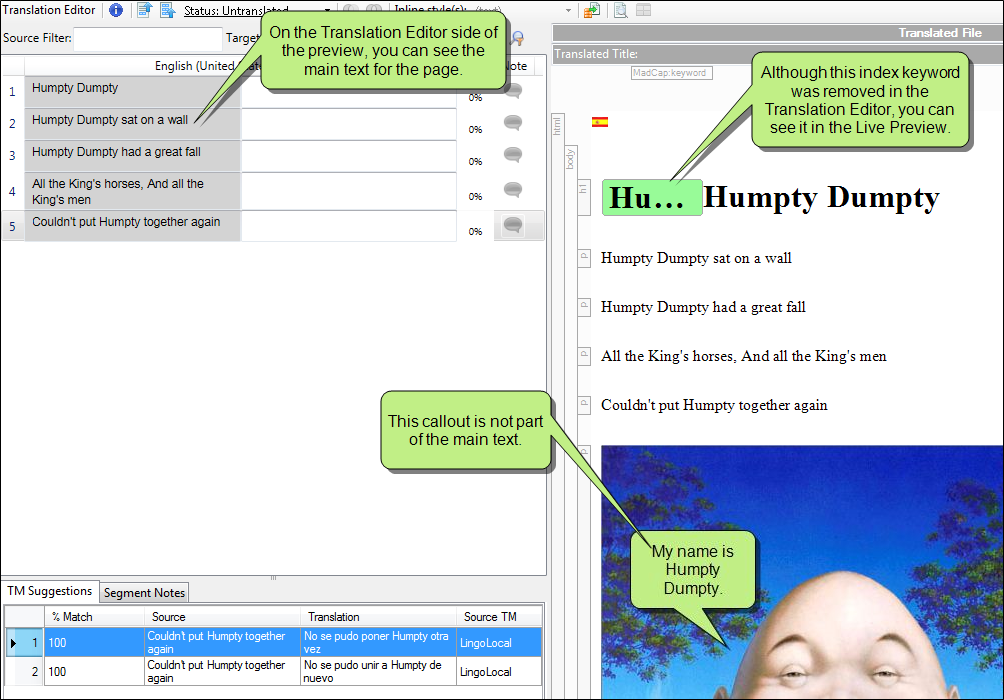 Translation Editor
Status: Untranslated
Inline style(s): (text)
Source Filter:
Target
English (United States
Note
1 Humpty Dumpty 0%
2 Humpty Dumpty sat on a wall 0%
3 Humpty Dumpty had a great fall 0%
4 All the King's horses, And all the
King's men 0%
5 Couldn't put Humpty together again 0%
On the Translation Editor side of
the preview, you can see the
main text for the page.
TM Suggestions
Segment Notes
% Match Source Translation Source TM
1 100 Couldn't put Humpty together
again
No se pudo poner Humpty otra
vez
LingoLocal
2 100 Couldn't put Humpty together
again
No se pudo unir a Humpty de
nuevo
LingoLocal
Translated File
Translated Title:
MadCap:keyword
Although this index keyword
was removed in the
Translation Editor, you can
see it in the Live Preview.
html
body
h1
Hu... Humpty Dumpty
p
Humpty Dumpty sat on a wall
p
Humpty Dumpty had a great fall
p
All the King's horses, And all the King's men
p
Couldn't put Humpty together again
p
This callout is not part
of the main text.
My name is
Humpty
Dumpty.